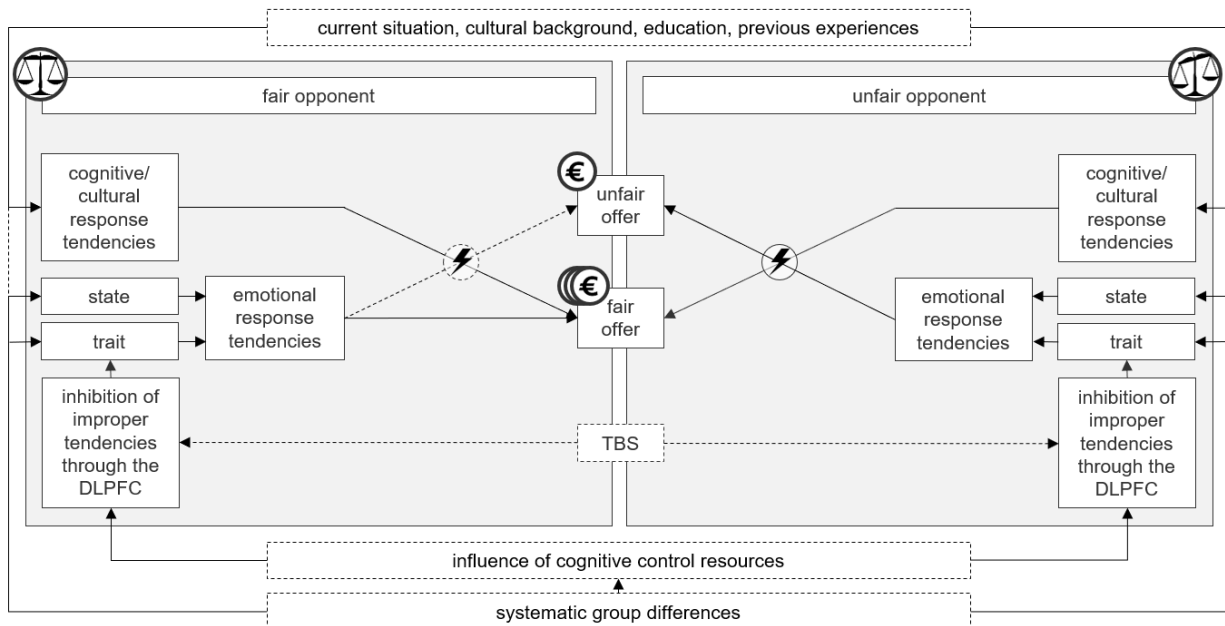 current situation, cultural background, education, previous experiences
fair opponent
unfair opponent
cognitive/
cultural
response
tendencies
€
unfair
offer
cognitive/
cultural
response
tendencies
state
trait
emotional
response
tendencies
€
fair
offer
emotional
response
tendencies
state
trait
inhibition of
improper
tendencies
through the
DLPFC
TBS
inhibition of
improper
tendencies
through the
DLPFC
influence of cognitive control resources
systematic group differences